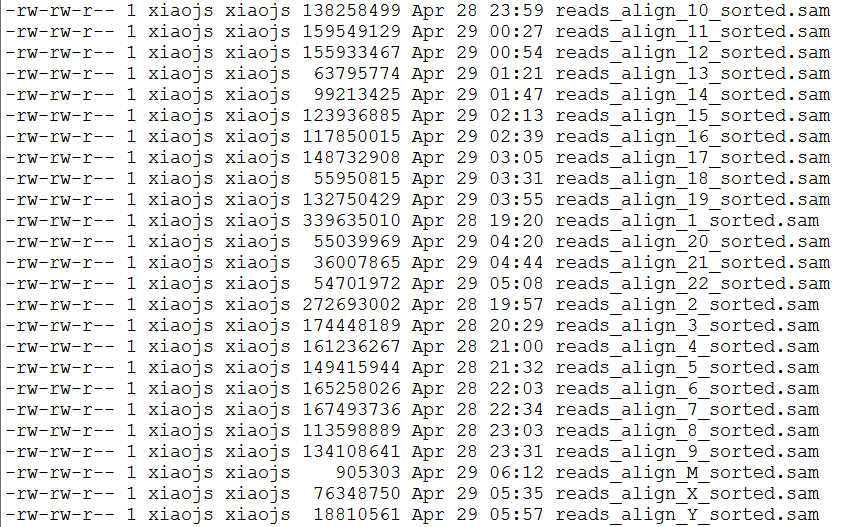 -rw-rw-r-- 1 xiaojs xiaojs 138258499 Apr 28 23:59 reads_align_10_sorted.sam
-rw-rw-r-- 1 xiaojs xiaojs 159549129 Apr 29 00:27 reads_align_11_sorted.sam
-rw-rw-r-- 1 xiaojs xiaojs 155933467 Apr 29 00:54 reads_align_12_sorted.sam
-rw-rw-r-- 1 xiaojs xiaojs  63795774 Apr 29 01:21 reads_align_13_sorted.sam
-rw-rw-r-- 1 xiaojs xiaojs  99213425 Apr 29 01:47 reads_align_14_sorted.sam
-rw-rw-r-- 1 xiaojs xiaojs 123936885 Apr 29 02:13 reads_align_15_sorted.sam
-rw-rw-r-- 1 xiaojs xiaojs 117850015 Apr 29 02:39 reads_align_16_sorted.sam
-rw-rw-r-- 1 xiaojs xiaojs 148732908 Apr 29 03:05 reads_align_17_sorted.sam
-rw-rw-r-- 1 xiaojs xiaojs  55950815 Apr 29 03:31 reads_align_18_sorted.sam
-rw-rw-r-- 1 xiaojs xiaojs 132750429 Apr 29 03:55 reads_align_19_sorted.sam
-rw-rw-r-- 1 xiaojs xiaojs 339635010 Apr 28 19:20 reads_align_1_sorted.sam
-rw-rw-r-- 1 xiaojs xiaojs  55039969 Apr 29 04:20 reads_align_20_sorted.sam
-rw-rw-r-- 1 xiaojs xiaojs  36007865 Apr 29 04:44 reads_align_21_sorted.sam
-rw-rw-r-- 1 xiaojs xiaojs  54701972 Apr 29 05:08 reads_align_22_sorted.sam
-rw-rw-r-- 1 xiaojs xiaojs 272693002 Apr 28 19:57 reads_align_2_sorted.sam
-rw-rw-r-- 1 xiaojs xiaojs 174448189 Apr 28 20:29 reads_align_3_sorted.sam
-rw-rw-r-- 1 xiaojs xiaojs 161236267 Apr 28 21:00 reads_align_4_sorted.sam
-rw-rw-r-- 1 xiaojs xiaojs 149415944 Apr 28 21:32 reads_align_5_sorted.sam
-rw-rw-r-- 1 xiaojs xiaojs 165258026 Apr 28 22:03 reads_align_6_sorted.sam
-rw-rw-r-- 1 xiaojs xiaojs 167493736 Apr 28 22:34 reads_align_7_sorted.sam
-rw-rw-r-- 1 xiaojs xiaojs 113598889 Apr 28 23:03 reads_align_8_sorted.sam
-rw-rw-r-- 1 xiaojs xiaojs 134108641 Apr 28 23:31 reads_align_9_sorted.sam
-rw-rw-r-- 1 xiaojs xiaojs    905303 Apr 29 06:12 reads_align_M_sorted.sam
-rw-rw-r-- 1 xiaojs xiaojs  76348750 Apr 29 05:35 reads_align_X_sorted.sam
-rw-rw-r-- 1 xiaojs xiaojs  18810561 Apr 29 05:57 reads_align_Y_sorted.sam